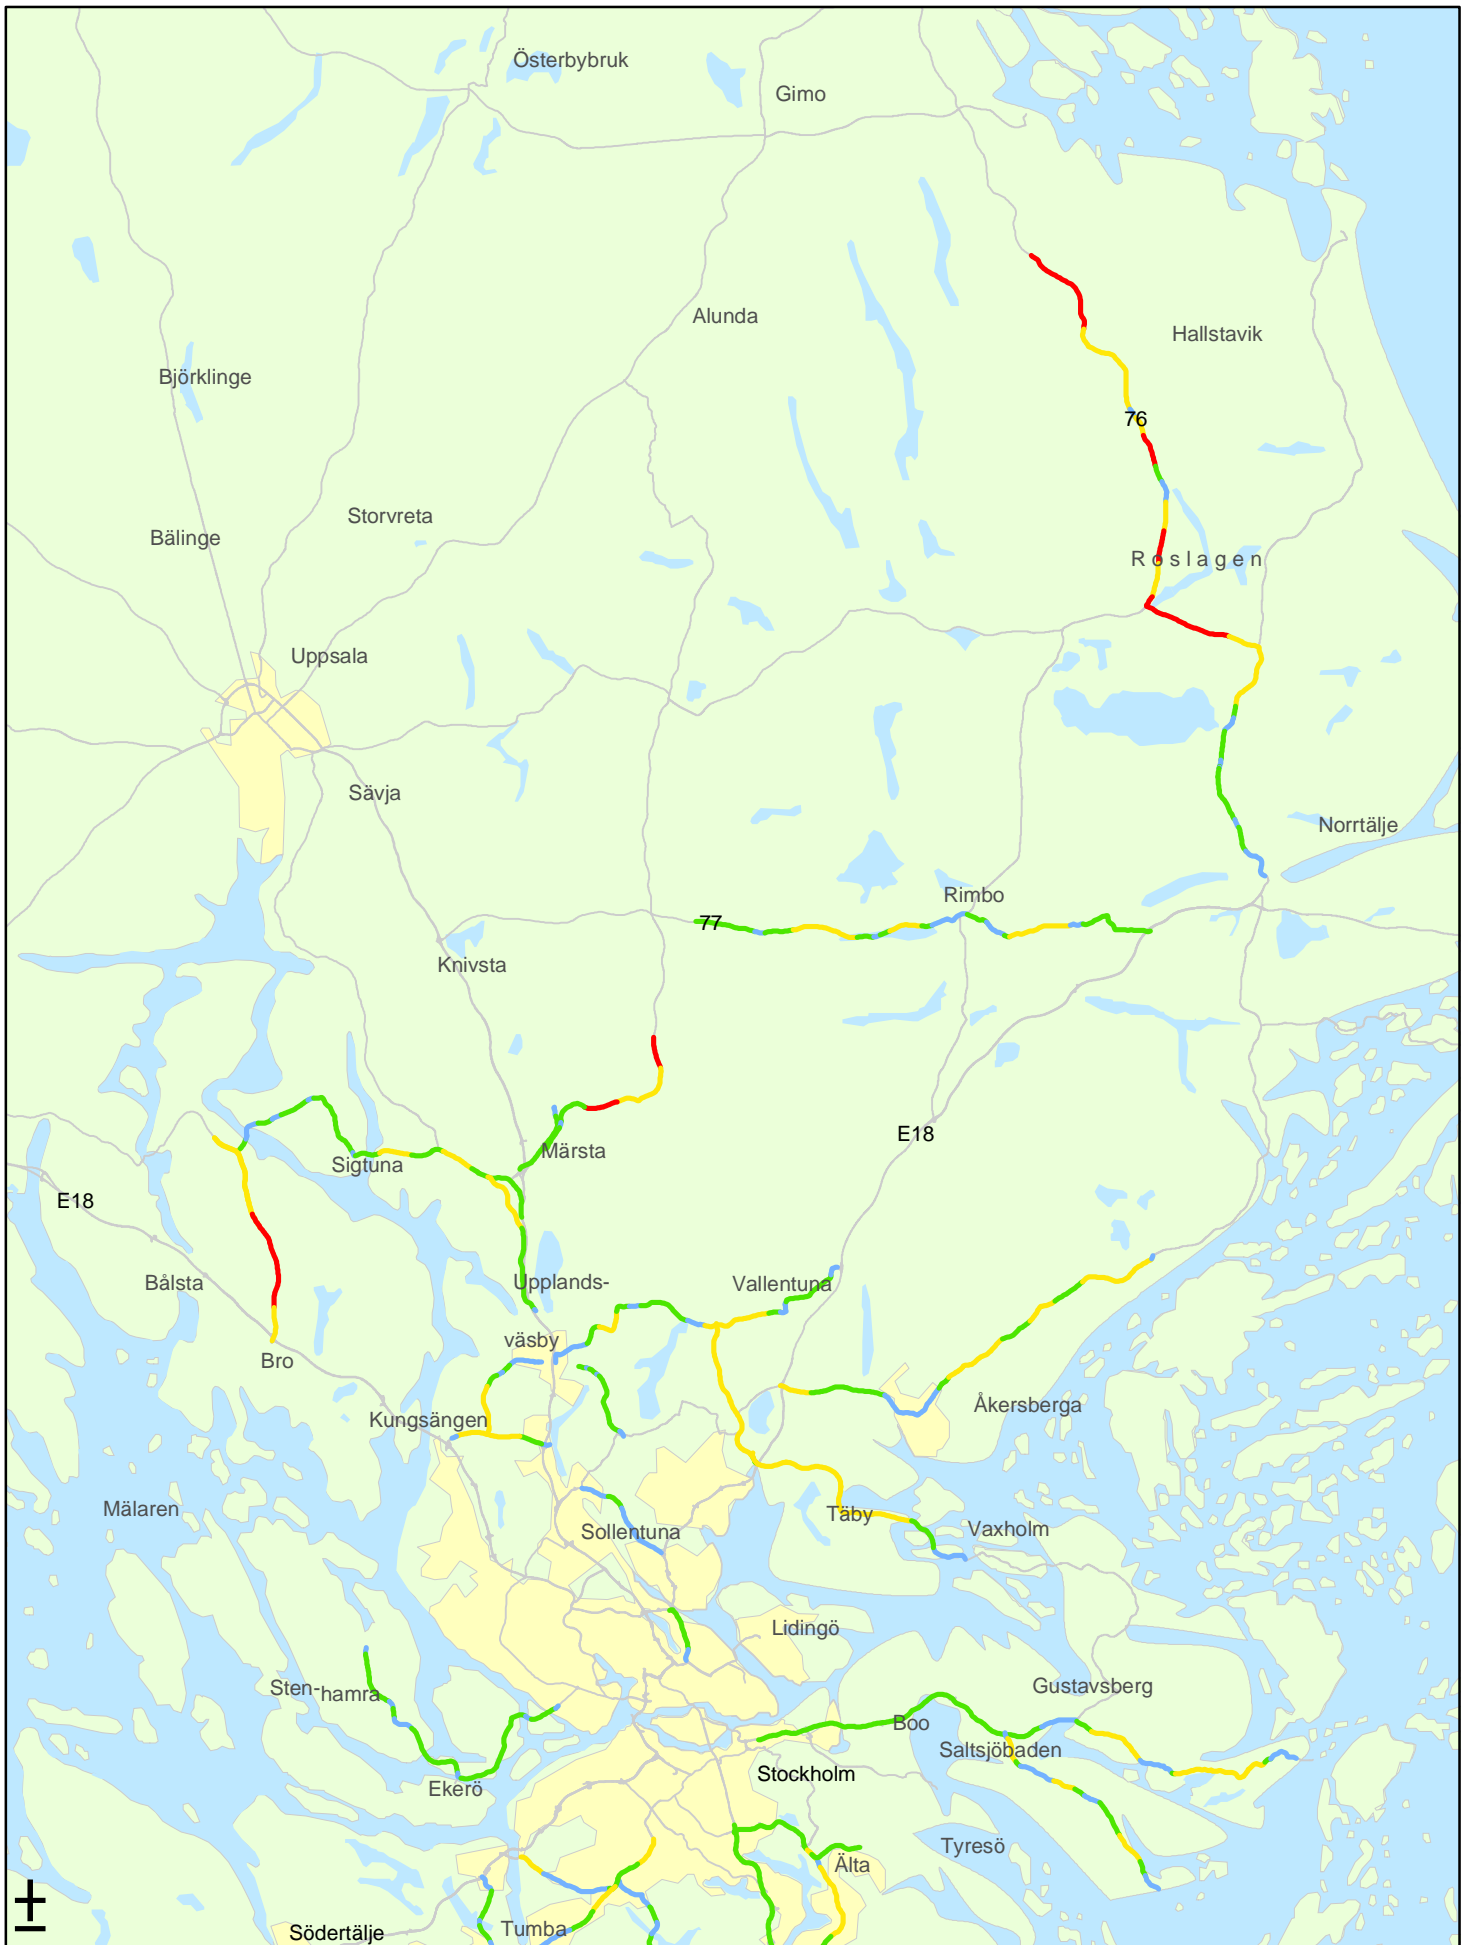 Österbybruk
Gimo
Alunda
Hallstavik
Björklinge
76
Storvreta
Bälinge
Roslagen
Uppsala
Sävja
Norrtälje
Rimbo
77
Knivsta
E18
Märsta
Sigtuna
E18
Bålsta
Upplands-
väsby
Vallentuna
Bro
Kungsängen
Åkersberga
Mälaren
Täby
Vaxholm
Sollentuna
Lidingö
Sten-hamra
Gustavsberg
Boo
Saltsjöbaden
Stockholm
Ekerö
Tyresö
Älta
Tumba
Södertälje